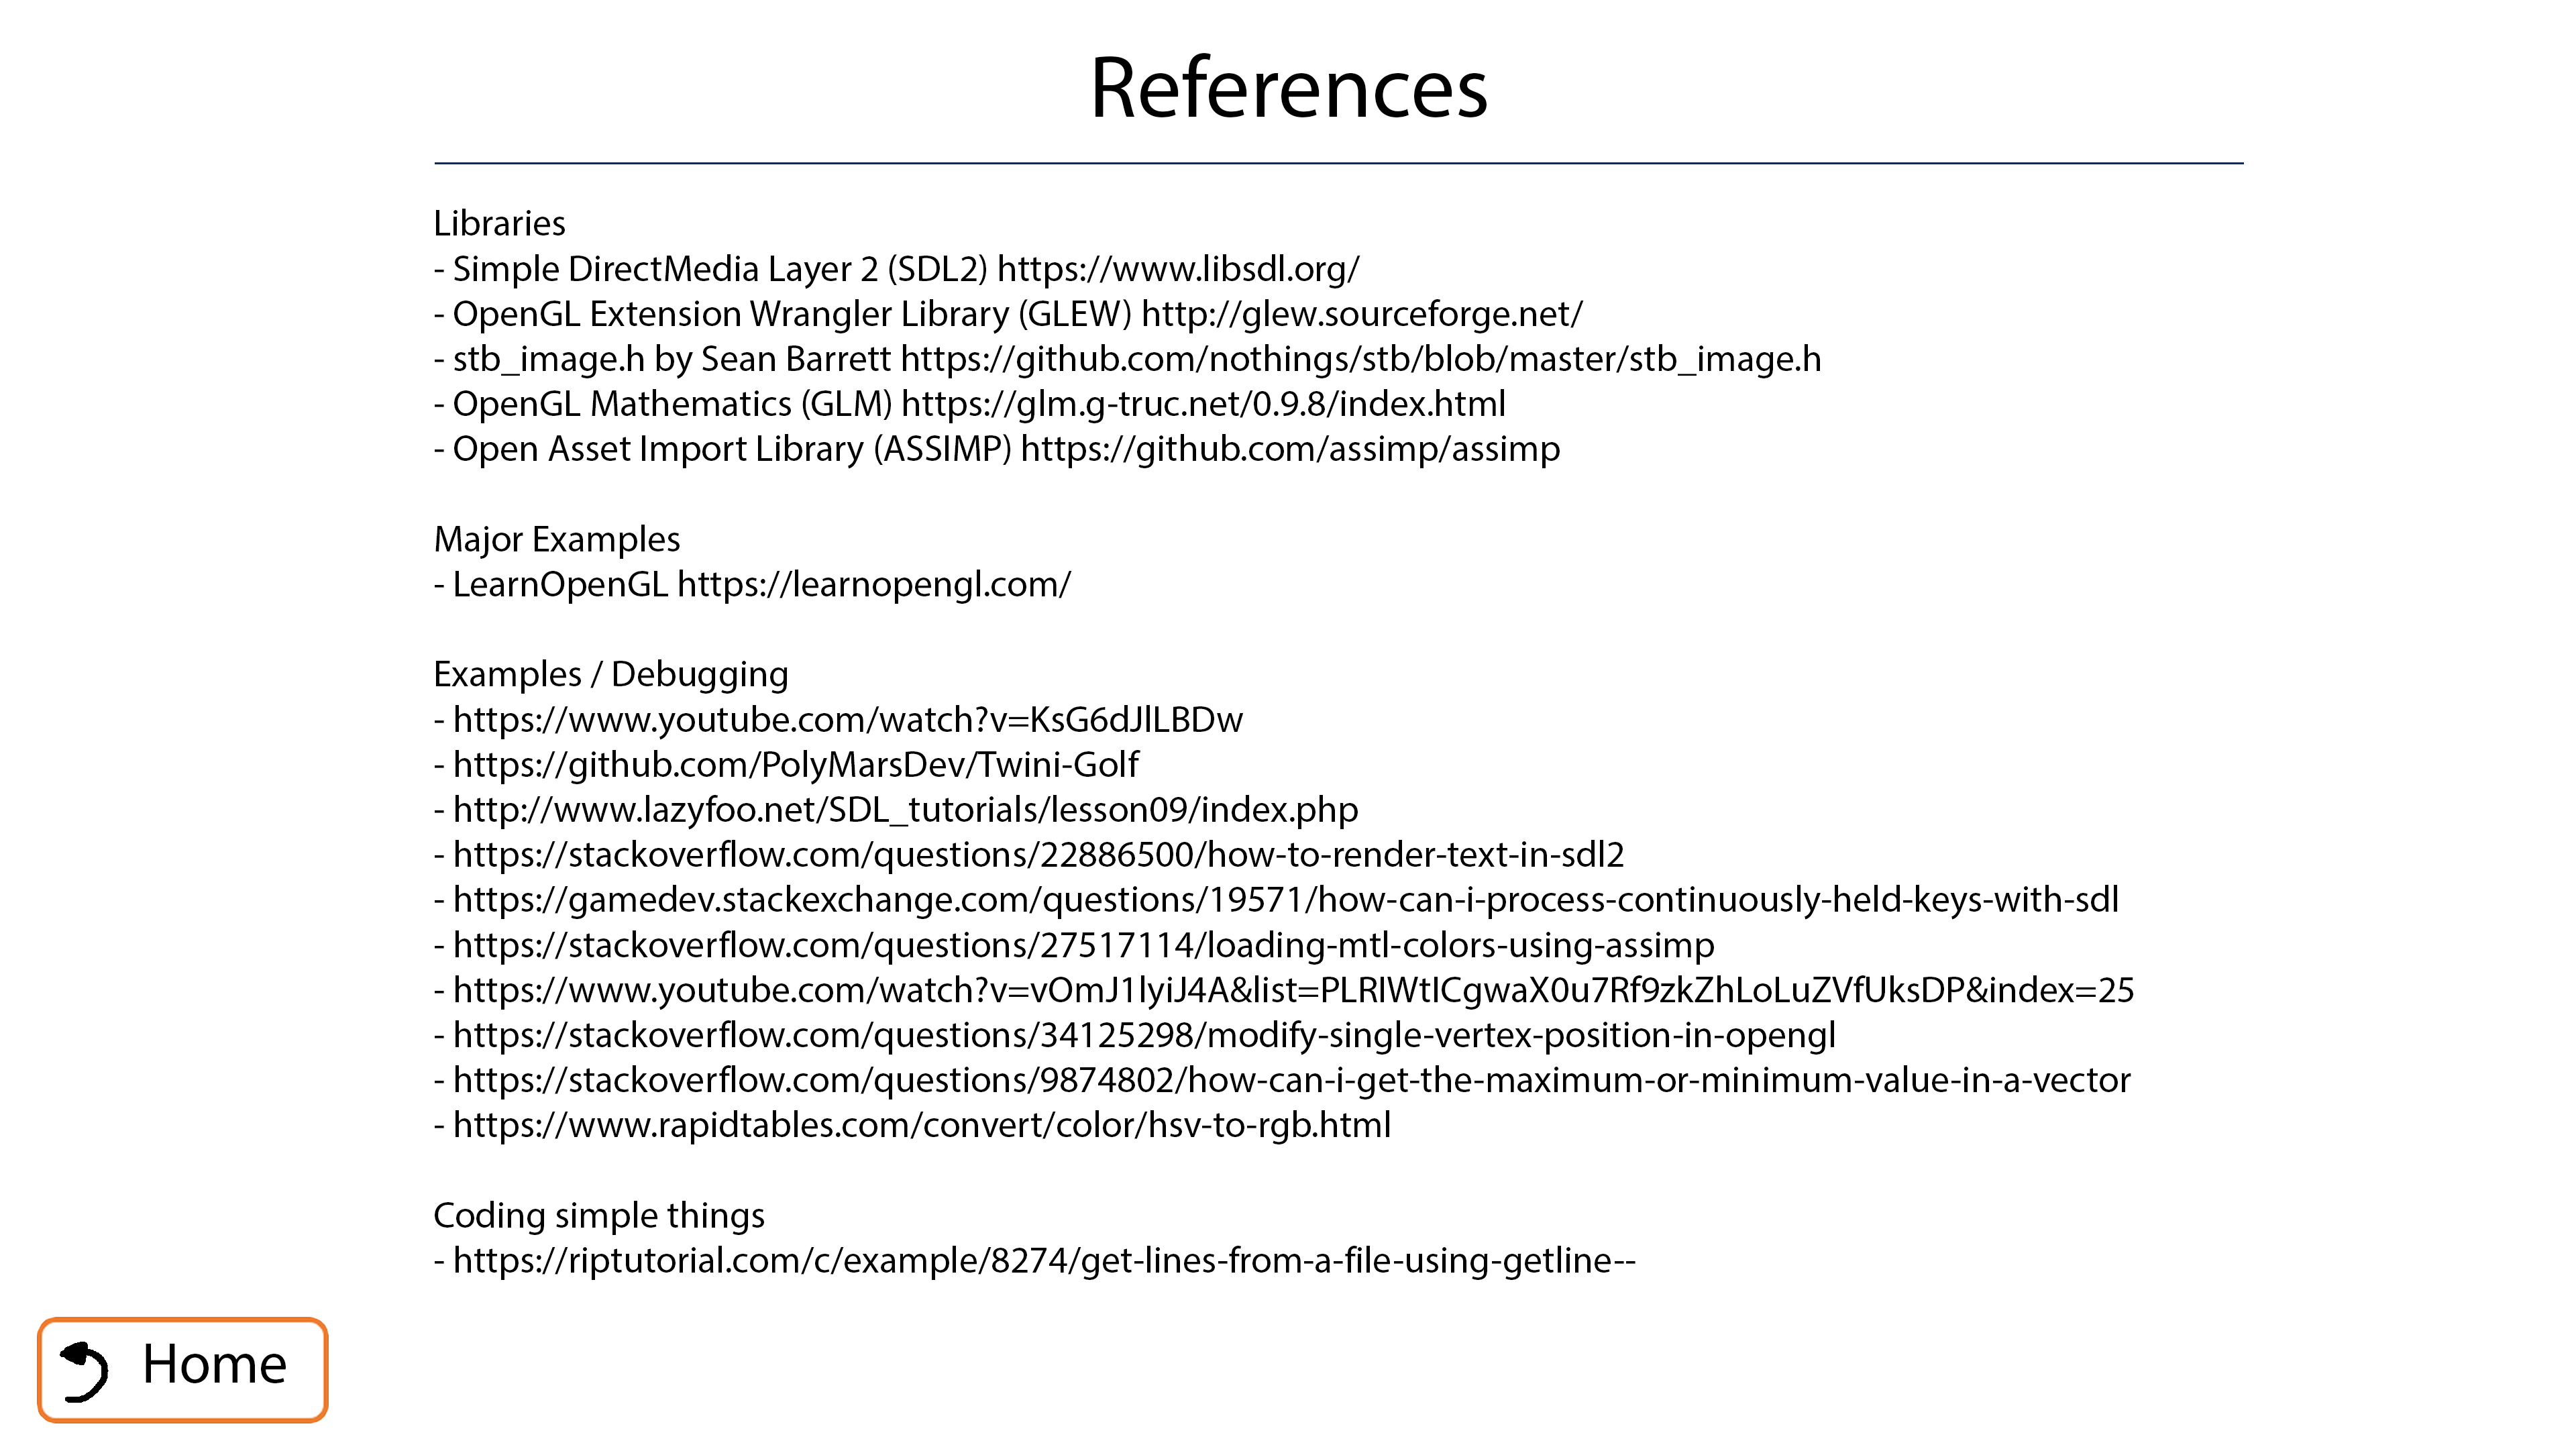 References
Libraries
- Simple DirectMedia Layer 2 (SDL2) https://www.libsdl.org/
- OpenGL Extension Wrangler Library (GLEW) http://glew.sourceforge.net/
- stb_image.h by Sean Barrett https://github.com/nothings/stb/blob/master/stb_image.h
- OpenGL Mathematics (GLM) https://glm.g-truc.net/0.9.8/index.html
- Open Asset Import Library (ASSIMP) https://github.com/assimp/assimp
Major Examples
- LearnOpenGL https://learnopengl.com/
Examples / Debugging
- https://www.youtube.com/watch?v=KsG6dJlLBDw
- https://github.com/PolyMarsDev/Twini-Golf
- http://www.lazyfoo.net/SDL_tutorials/lesson09/index.php
- https://stackoverflow.com/questions/22886500/how-to-render-text-in-sdl2
- https://gamedev.stackexchange.com/questions/19571/how-can-i-process-continuously-held-keys-with-sdl
- https://stackoverflow.com/questions/27517114/loading-mtl-colors-using-assimp
- https://www.youtube.com/watch?v=vOmJ1lyiJ4A&list=PLRIWtICgwaX0u7Rf9zkZhLoLuZVfUksDP&index=25
- https://stackoverflow.com/questions/34125298/modify-single-vertex-position-in-opengl
- https://stackoverflow.com/questions/9874802/how-can-i-get-the-maximum-or-minimum-value-in-a-vector
- https://www.rapidtables.com/convert/color/hsv-to-rgb.html
Coding simple things
- https://riptutorial.com/c/example/8274/get-lines-from-a-file-using-getline--
Home